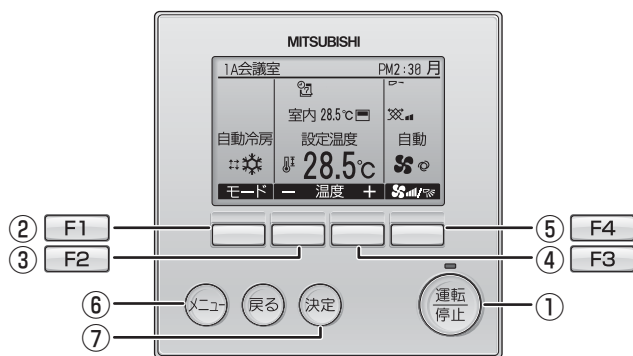 MITSUBISHI
1A会議室 PM2:30 月
室内 28.5℃
自動冷房 設定温度 自動
28.5℃
モード − 温度 +
② F1
③ F2
⑤ F4
④ F3
⑥ メニュー 戻る 決定 運転 ①
停止
⑦